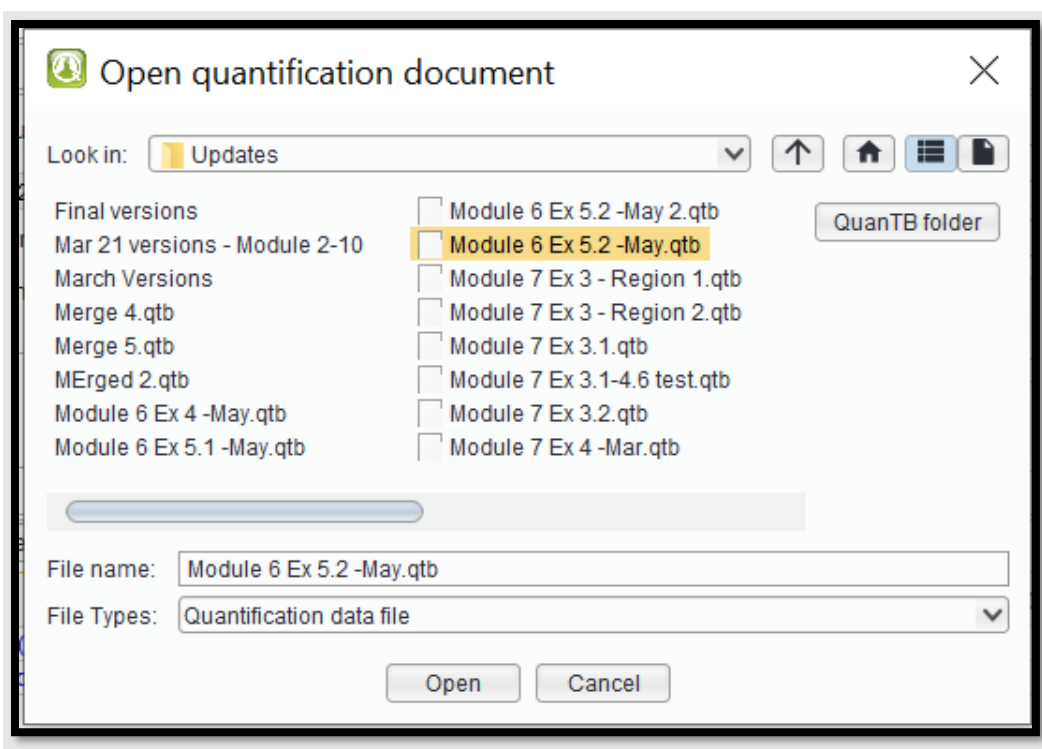 Open quantification document
Look in: Updates
Final versions
Mar 21 versions - Module 2-10
March Versions
Merge 4.qtb
Merge 5.qtb
MErged 2.qtb
Module 6 Ex 4 -May.qtb
Module 6 Ex 5.1 -May.qtb
Module 6 Ex 5.2 -May 2.qtb
Module 6 Ex 5.2 -May.qtb
Module 7 Ex 3 - Region 1.qtb
Module 7 Ex 3 - Region 2.qtb
Module 7 Ex 3.1.qtb
Module 7 Ex 3.1-4.6 test.qtb
Module 7 Ex 3.2.qtb
Module 7 Ex 4 -Mar.qtb
QuanTB folder
File name: Module 6 Ex 5.2 -May.qtb
File Types: Quantification data file
Open Cancel